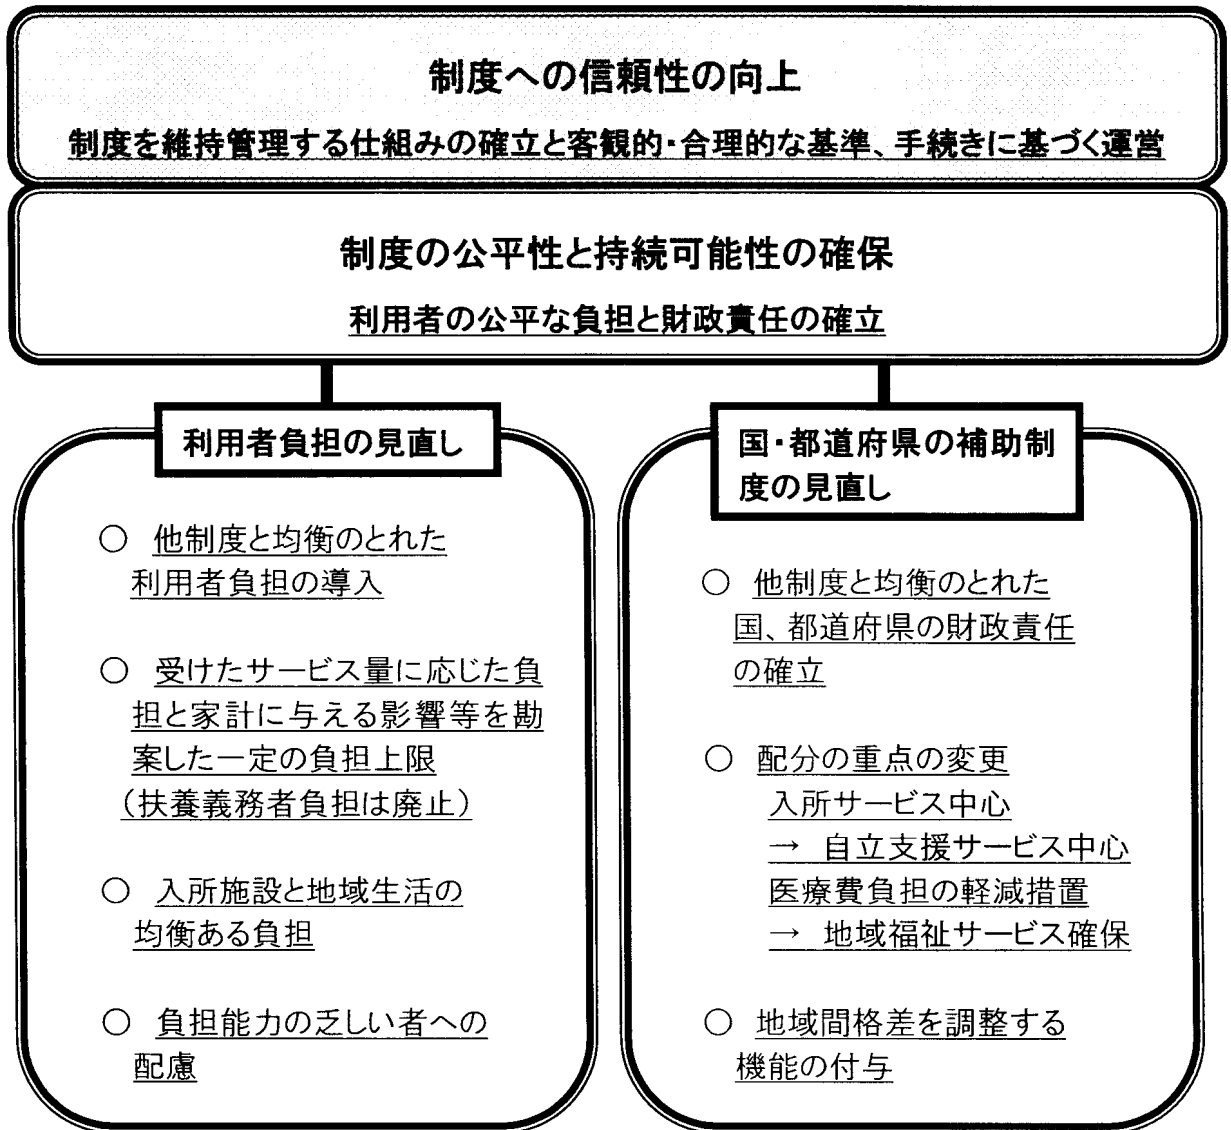 制度への信頼性の向上
制度を維持管理する仕組みの確立と客観的・合理的な基準、手続きに基づく運営
制度の公平性と持続可能性の確保
利用者の公平な負担と財政責任の確立
利用者負担の見直し
○ 他制度と均衡のとれた
利用者負担の導入
○ 受けたサービス量に応じた負
担と家計に与える影響等を勘
案した一定の負担上限
（扶養義務者負担は廃止）
○ 入所施設と地域生活の
均衡ある負担
○ 負担能力の乏しい者への
配慮
国・都道府県の補助制
度の見直し
○ 他制度と均衡のとれた
国、都道府県の財政責任
の確立
○ 配分の重点の変更
入所サービス中心
→ 自立支援サービス中心
医療費負担の軽減措置
→ 地域福祉サービス確保
○ 地域間格差を調整する
機能の付与